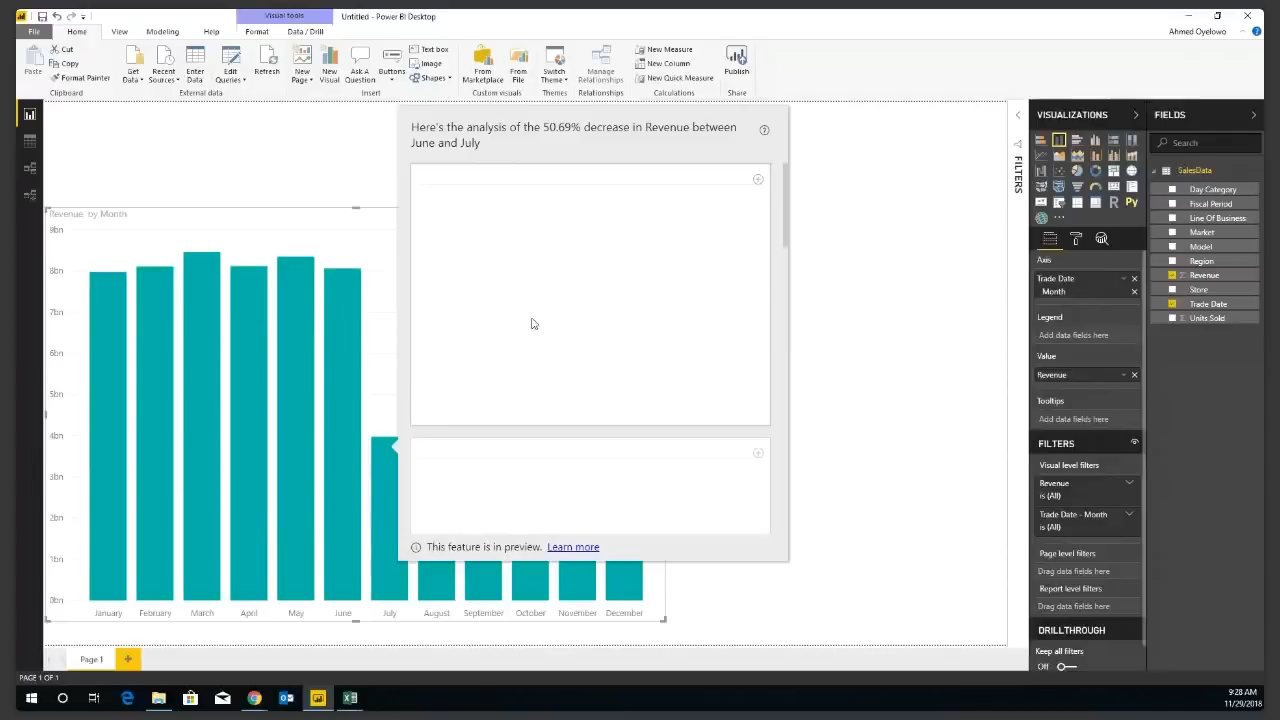 Visual tools
Untitled - Power BI Desktop
File
Home
View
Modeling
Help
Format
Data / Drill
Ahmed Oyelowo
Paste
Cut
Copy
Format Painter
Clipboard
Get
Data
Recent
Sources
Enter
Data
Edit
Queries
Refresh
External data
New
Page
New
Visual
Ask A
Question
Buttons
Text box
Image
Shapes
Insert
From
Marketplace
From
File
Custom visuals
Switch
Theme
Themes
Manage
Relationships
Relationships
New Measure
New Column
New Quick Measure
Calculations
Publish
Share
Here's the analysis of the 50.69% decrease in Revenue between
June and July
This feature is in preview. Learn more
Revenue by Month
9bn
8bn
7bn
6bn
5bn
4bn
3bn
2bn
1bn
0bn
January
February
March
April
May
June
July
August
September
October
November
December
FILTERS
VISUALIZATIONS
R
Py
Axis
Trade Date
Month
Legend
Add data fields here
Value
Revenue
Tooltips
Add data fields here
FILTERS
Visual level filters
Revenue
is (All)
Trade Date - Month
is (All)
Page level filters
Drag data fields here
Report level filters
Drag data fields here
DRILLTHROUGH
Keep all filters
Off
FIELDS
Search
SalesData
Day Category
Fiscal Period
Line Of Business
Market
Model
Region
Σ Revenue
Store
Trade Date
Σ Units Sold
Page 1
PAGE 1 OF 1
9:28 AM
11/29/2018